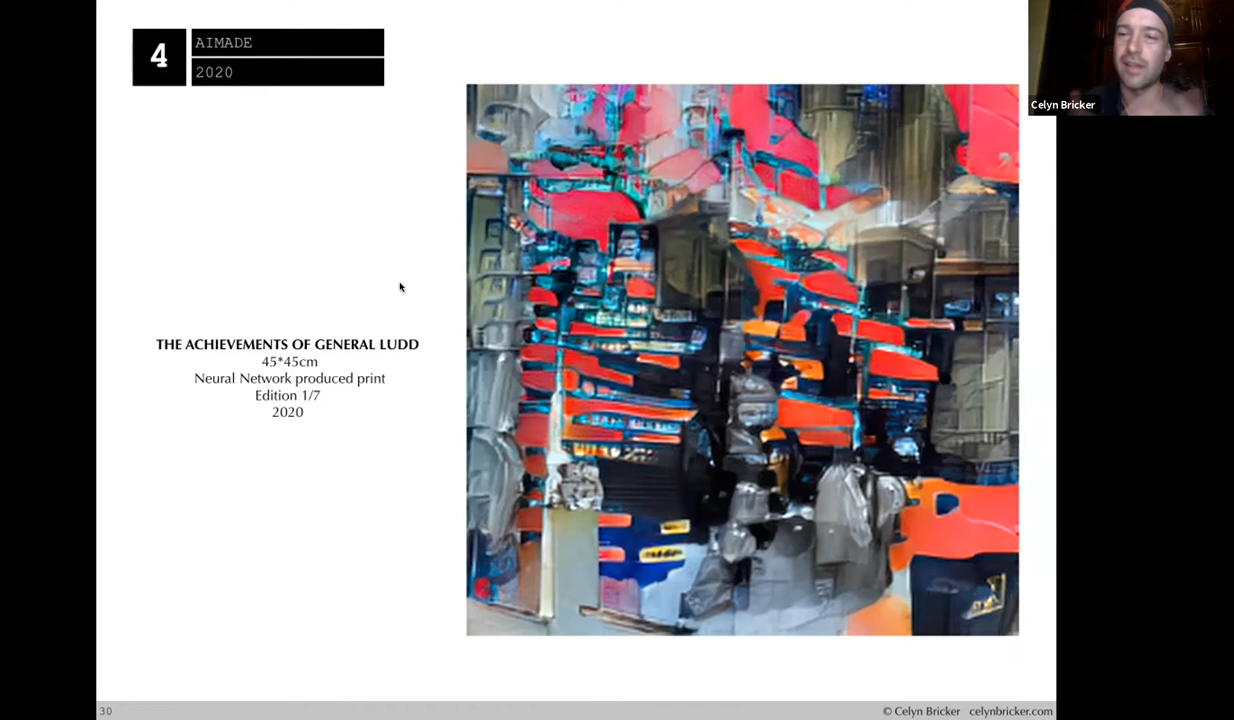 4
AIMADE
2020
Celyn Bricker
THE ACHIEVEMENTS OF GENERAL LUDD
45*45cm
Neural Network produced print
Edition 1/7
2020
30
© Celyn Bricker celynbricker.com